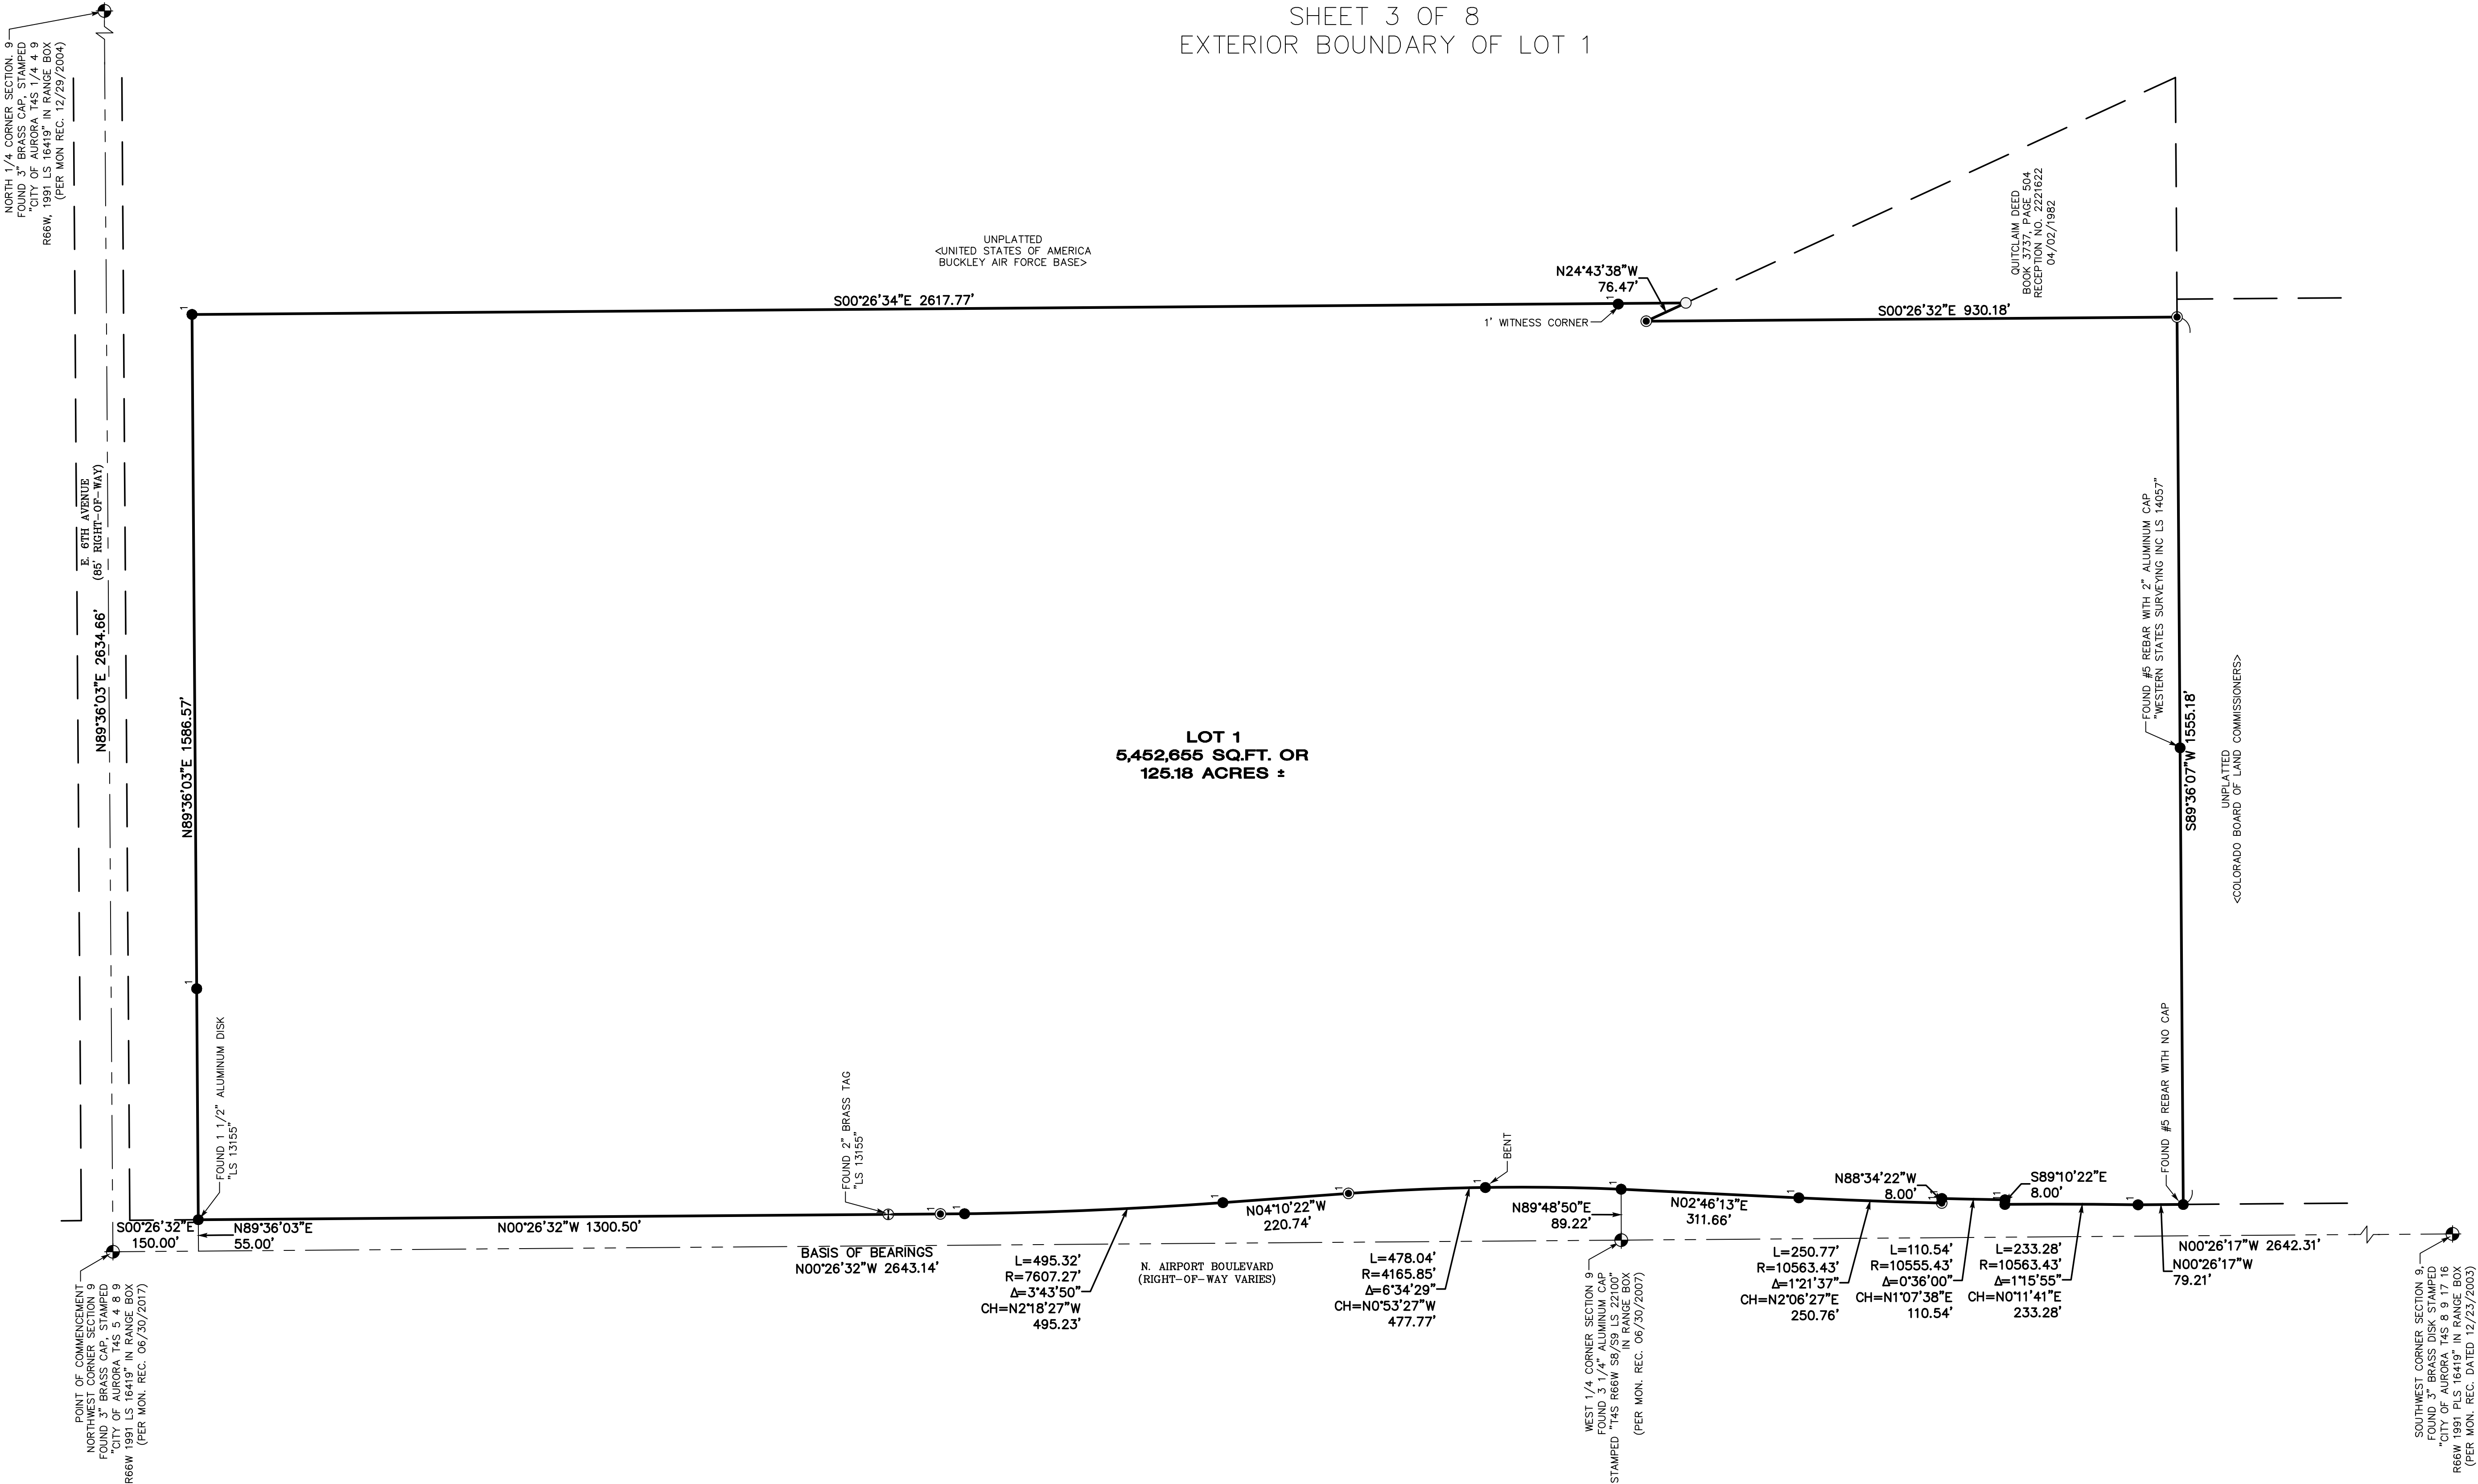 SHEET 3 OF 8
EXTERIOR BOUNDARY OF LOT 1
NORTH 1/4 CORNER SECTION. 9
FOUND 3" BRASS CAP, STAMPED
"CITY OF AURORA T4S 1/4 4 9
R66W, 1991 LS 16419" IN RANGE BOX
(PER MON REC. 12/29/2004)
E. 6TH AVENUE
(85' RIGHT-OF-WAY)
N89°36'03"E 2634.66'
UNPLATTED
<UNITED STATES OF AMERICA
BUCKLEY AIR FORCE BASE>
S00°26'34"E 2617.77'
1
1
N24°43'38"W
76.47'
1' WITNESS CORNER
QUITCLAIM DEED
BOOK 3737, PAGE 504
RECEPTION NO. 2221622
04/02/1982
S00°26'32"E 930.18'
N89°36'03"E 1586.57'
1
LOT 1
5,452,655 SQ.FT. OR
125.18 ACRES ±
FOUND #5 REBAR WITH 2" ALUMINUM CAP
"WESTERN STATES SURVEYING INC LS 14057"
S89°36'07"W 1555.18'
UNPLATTED
<COLORADO BOARD OF LAND COMMISSIONERS>
FOUND 1 1/2" ALUMINUM DISK
"LS 13155"
FOUND 2" BRASS TAG
"LS 13155"
BENT
FOUND #5 REBAR WITH NO CAP
S00°26'32"E
150.00'
N89°36'03"E
55.00'
N00°26'32"W 1300.50'
1
1
1
N04°10'22"W
220.74'
1
N89°48'50"E
89.22'
1
N02°46'13"E
311.66'
1
N88°34'22"W
8.00'
1
S89°10'22"E
8.00'
1
1
BASIS OF BEARINGS
N00°26'32"W 2643.14'
L=495.32'
R=7607.27'
Δ=3°43'50"
CH=N2°18'27"W
495.23'
N. AIRPORT BOULEVARD
(RIGHT-OF-WAY VARIES)
L=478.04'
R=4165.85'
Δ=6°34'29"
CH=N0°53'27"W
477.77'
L=250.77'
R=10563.43'
Δ=1°21'37"
CH=N2°06'27"E
250.76'
L=110.54'
R=10555.43'
Δ=0°36'00"
CH=N1°07'38"E
110.54'
L=233.28'
R=10563.43'
Δ=1°15'55"
CH=N0°11'41"E
233.28'
N00°26'17"W 2642.31'
N00°26'17"W
79.21'
POINT OF COMMENCEMENT
NORTHWEST CORNER SECTION 9
FOUND 3" BRASS CAP, STAMPED
"CITY OF AURORA T4S 5 4 8 9
R66W 1991 LS 16419" IN RANGE BOX
(PER MON. REC. 06/30/2017)
WEST 1/4 CORNER SECTION 9
FOUND 3 1/4" ALUMINUM CAP
STAMPED "T4S R66W S8/S9 LS 22100"
IN RANGE BOX
(PER MON. REC. 06/30/2007)
SOUTHWEST CORNER SECTION 9,
FOUND 3" BRASS DISK STAMPED
"CITY OF AURORA T4S 8 9 17 16
R66W 1991 PLS 16419" IN RANGE BOX
(PER MON. REC. DATED 12/23/2003)